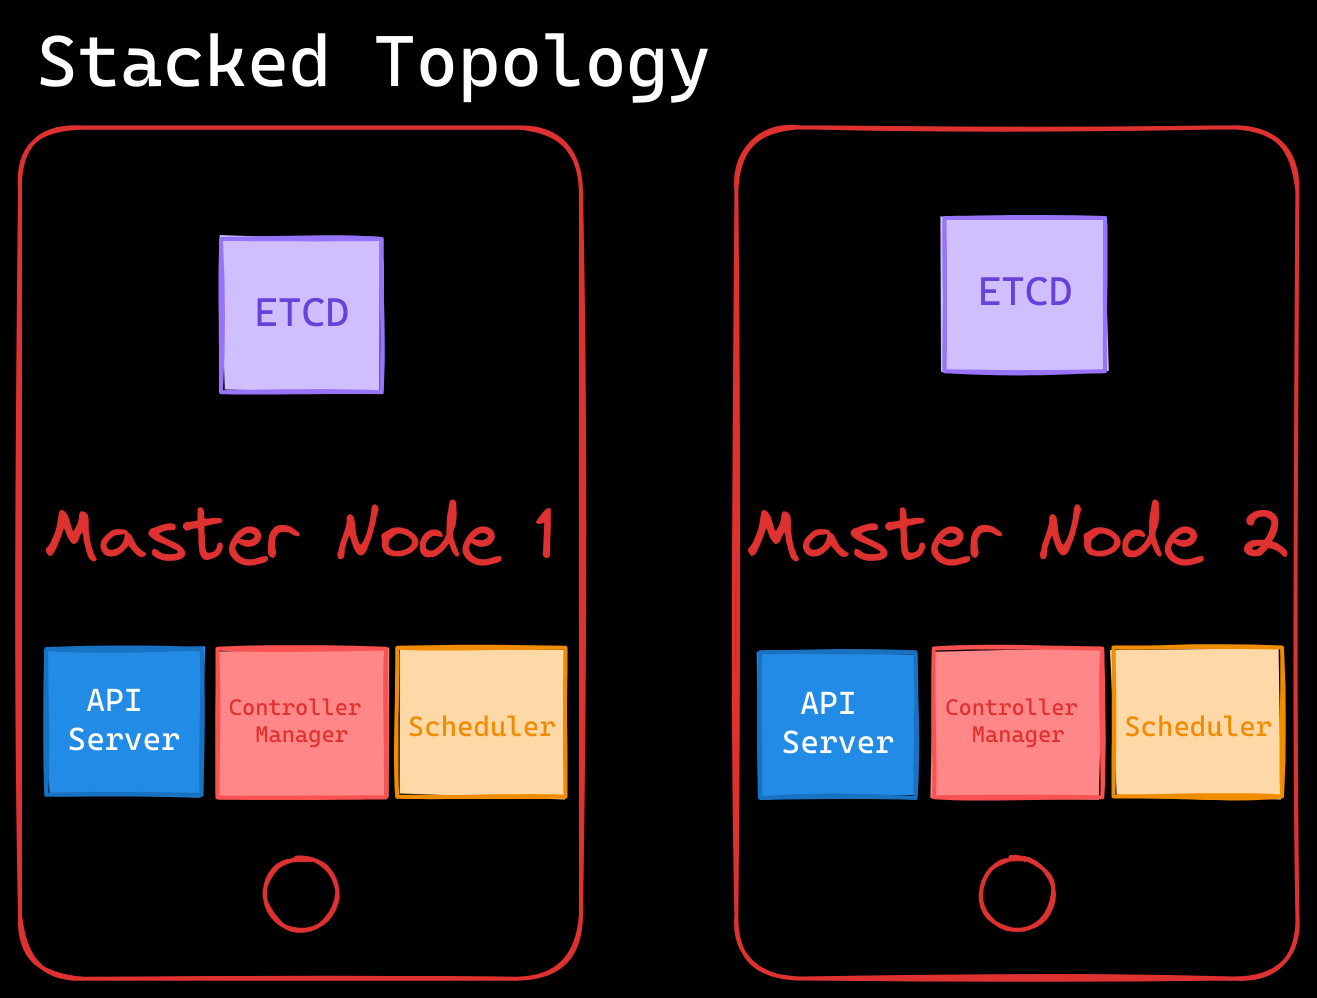 Stacked Topology
ETCD
Master Node 1
API
Server
Controller
Manager
Scheduler
ETCD
Master Node 2
API
Server
Controller
Manager
Scheduler